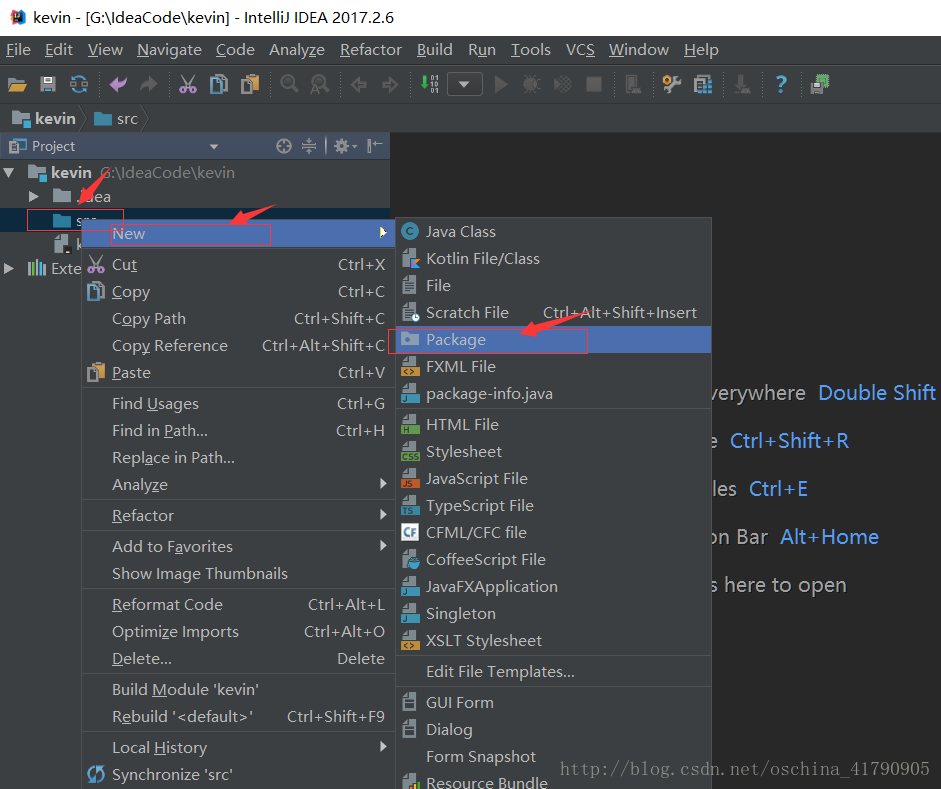 kevin - [G:\IdeaCode\kevin] - IntelliJ IDEA 2017.2.6
File Edit View Navigate Code Analyze Refactor Build Run Tools VCS Window Help
kevin src
Project
kevin G:\IdeaCode\kevin
New
Cut Ctrl+X
Copy Ctrl+C
Copy Path Ctrl+Shift+C
Copy Reference Ctrl+Alt+Shift+C
Paste Ctrl+V
Find Usages Ctrl+G
Find in Path... Ctrl+H
Replace in Path...
Analyze
Refactor
Add to Favorites
Show Image Thumbnails
Reformat Code Ctrl+Alt+L
Optimize Imports Ctrl+Alt+O
Delete... Delete
Build Module 'kevin'
Rebuild '<default>' Ctrl+Shift+F9
Local History
Synchronize 'src'
Java Class
Kotlin File/Class
File
Scratch File Ctrl+Alt+Shift+Insert
Package
FXML File
package-info.java
HTML File
Stylesheet
JavaScript File
TypeScript File
CFML/CFC file
CoffeeScript File
JavaFXApplication
Singleton
XSLT Stylesheet
Edit File Templates...
GUI Form
Dialog
Form Snapshot
Resource Bundle
Double Shift
Ctrl+Shift+R
Ctrl+E
Bar Alt+Home
here to open
http://blog.csdn.net/oschina_41790905